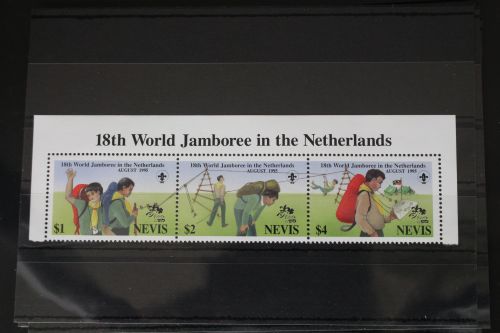 18th World Jamboree in the Netherlands
18th World Jamboree in the Netherlands
AUGUST 1995
$1
NEVIS
18th World Jamboree in the Netherlands
AUGUST 1995
$2
NEVIS
18th World Jamboree in the Netherlands
AUGUST 1995
$4
NEVIS